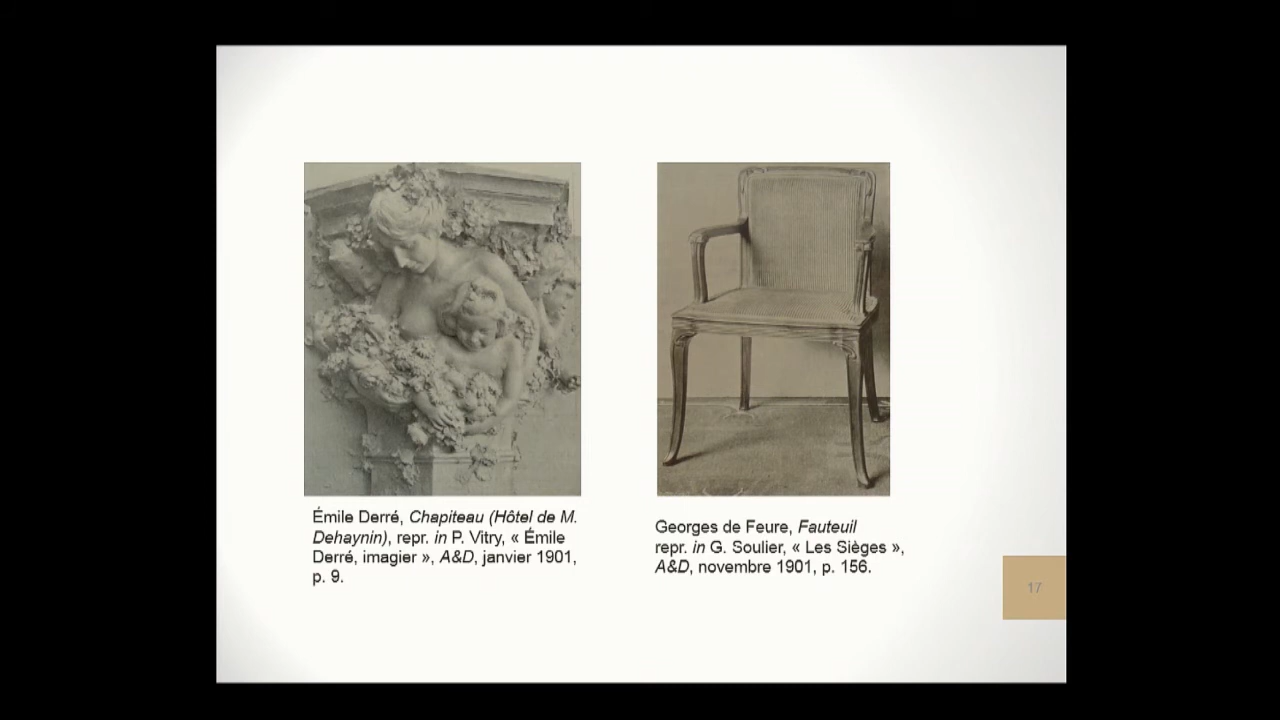 Émile Derré, Chapiteau (Hôtel de M.
Dehaynin), repr. in P. Vitry, « Émile
Derré, imagier », A&D, janvier 1901,
p. 9.
Georges de Feure, Fauteuil
repr. in G. Soulier, « Les Sièges »,
A&D, novembre 1901, p. 156.
17